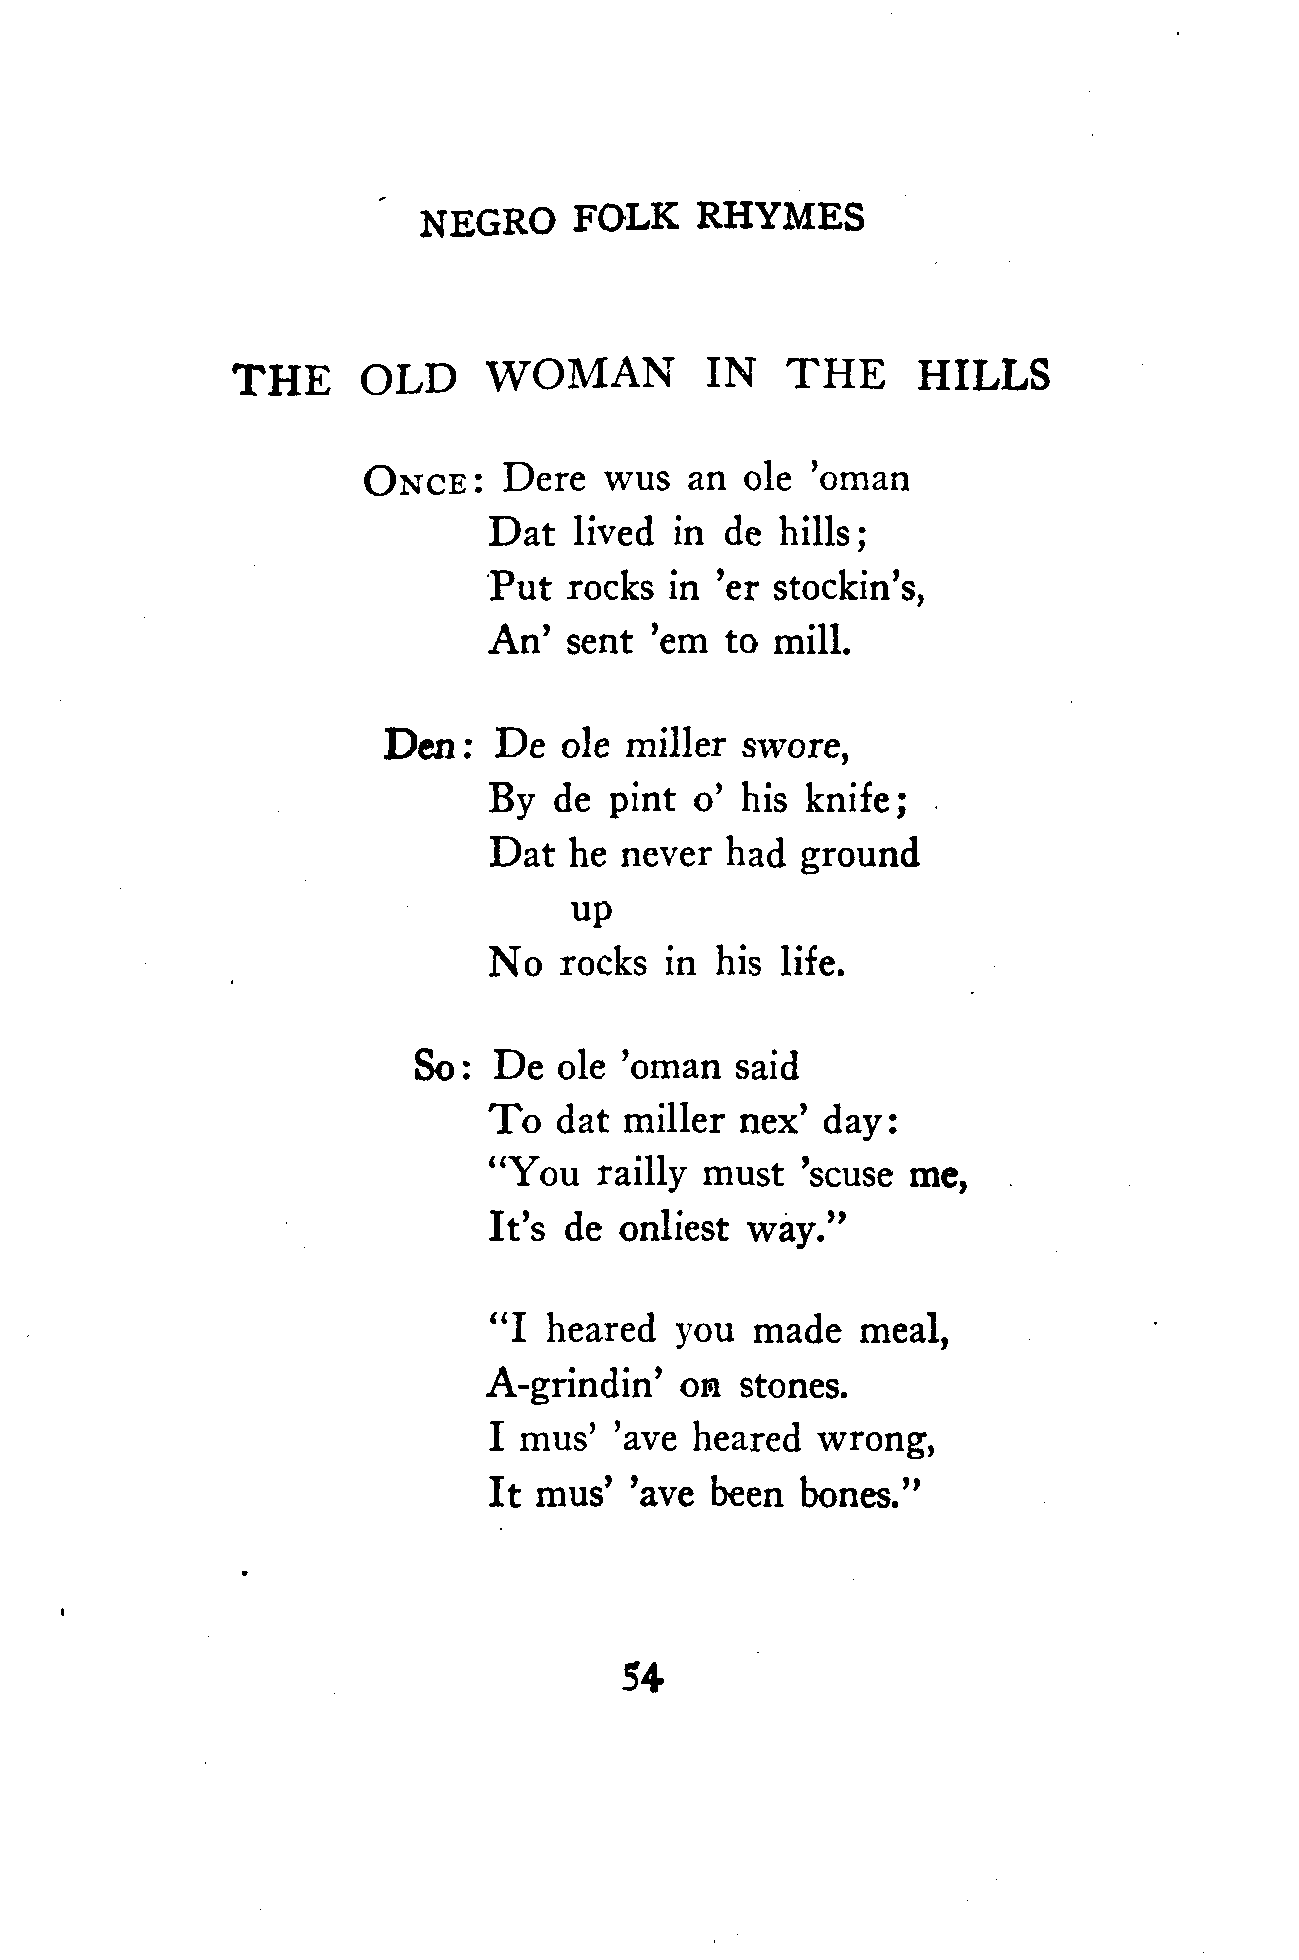 NEGRO FOLK RHYMES
THE OLD WOMAN IN THE HILLS
ONCE: Dere wus an ole ’oman
Dat lived in de hills;
Put rocks in ’er stockin’s,
An’ sent ’em to mill.
Den: De ole miller swore,
By de pint o’ his knife;
Dat he never had ground
up
No rocks in his life.
So: De ole ’oman said
To dat miller nex’ day:
“You railly must ’scuse me,
It’s de onliest way.”
“I heared you made meal,
A-grindin’ on stones.
I mus’ ’ave heared wrong,
It mus’ ’ave been bones.”
54